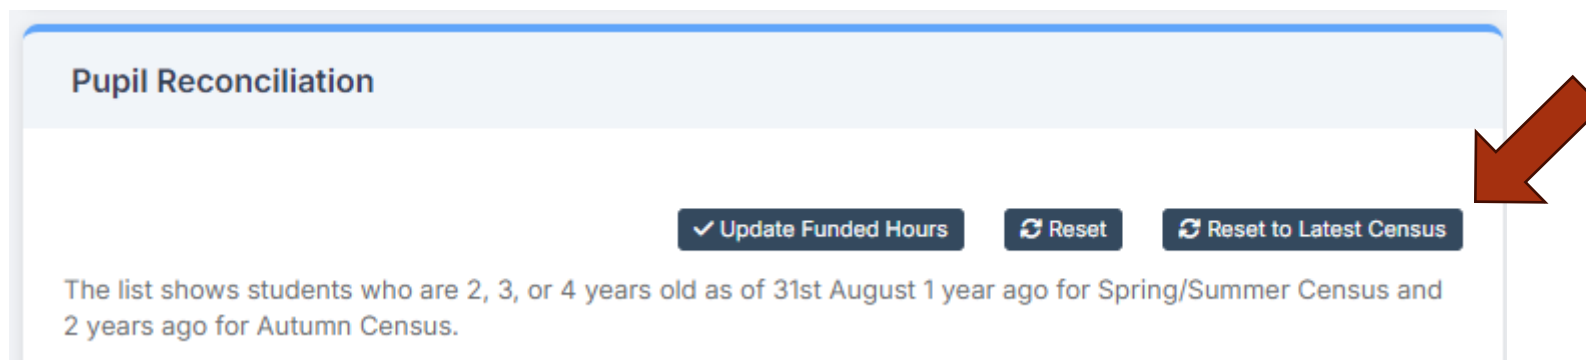 Pupil Reconciliation
Update Funded Hours
Reset
Reset to Latest Census
The list shows students who are 2, 3, or 4 years old as of 31st August 1 year ago for Spring/Summer Census and
2 years ago for Autumn Census.